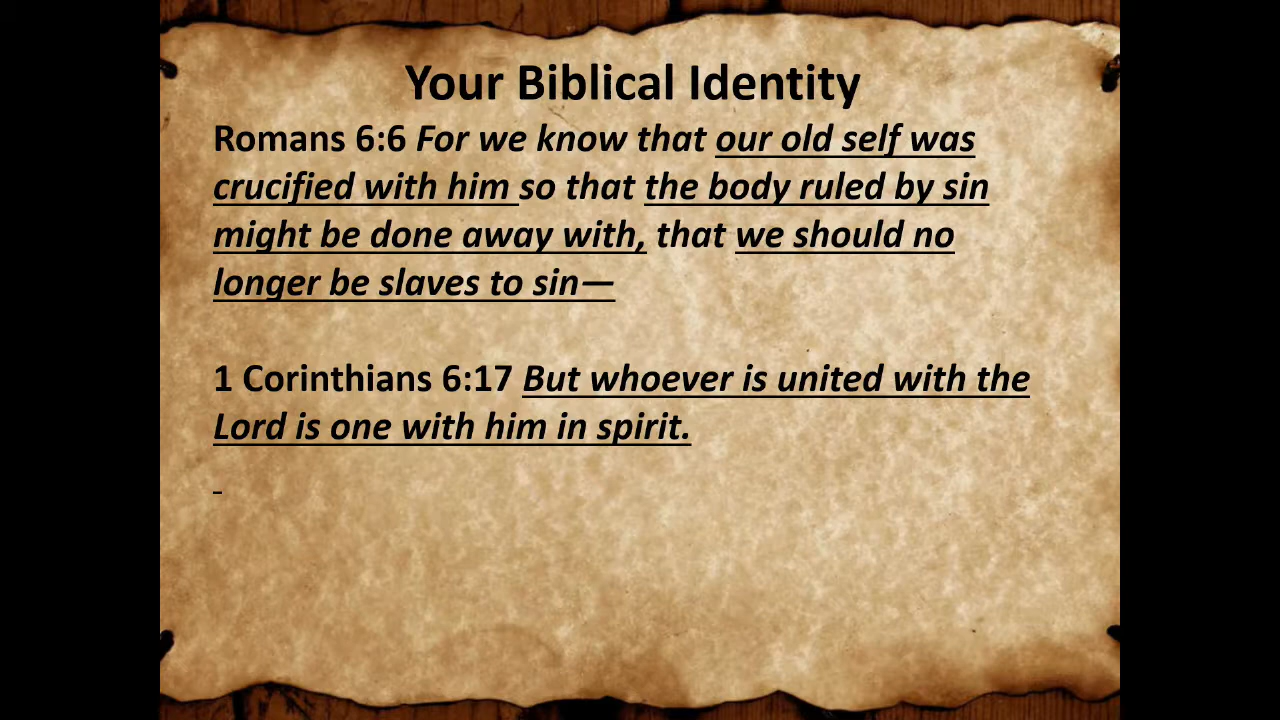 Your Biblical Identity
Romans 6:6 For we know that our old self was
crucified with him so that the body ruled by sin
might be done away with, that we should no
longer be slaves to sin—
1 Corinthians 6:17 But whoever is united with the
Lord is one with him in spirit.